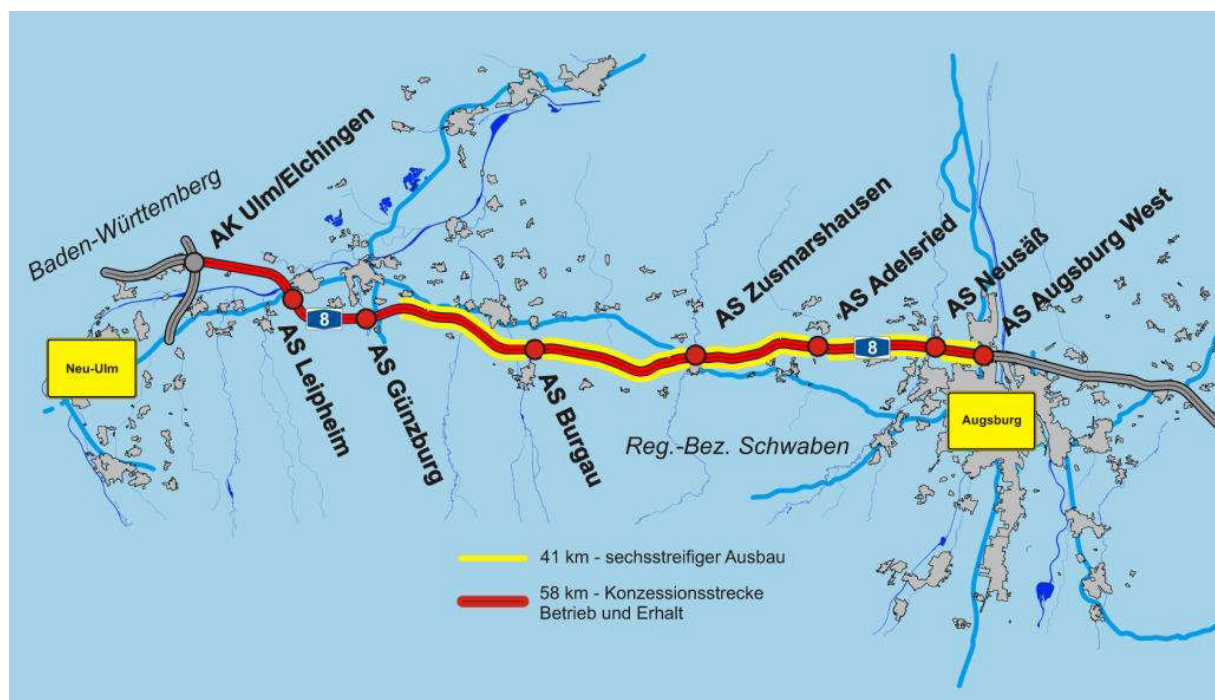 Baden-Württemberg
AK Ulm/Elchingen
Neu-Ulm
AS Leipheim
8
AS Günzburg
AS Burgau
AS Zusmarshausen
AS Adelsried
8
AS Neusäß
AS Augsburg West
Augsburg
Reg.-Bez. Schwaben
41 km - sechsstreifiger Ausbau
58 km - Konzessionsstrecke
Betrieb und Erhalt